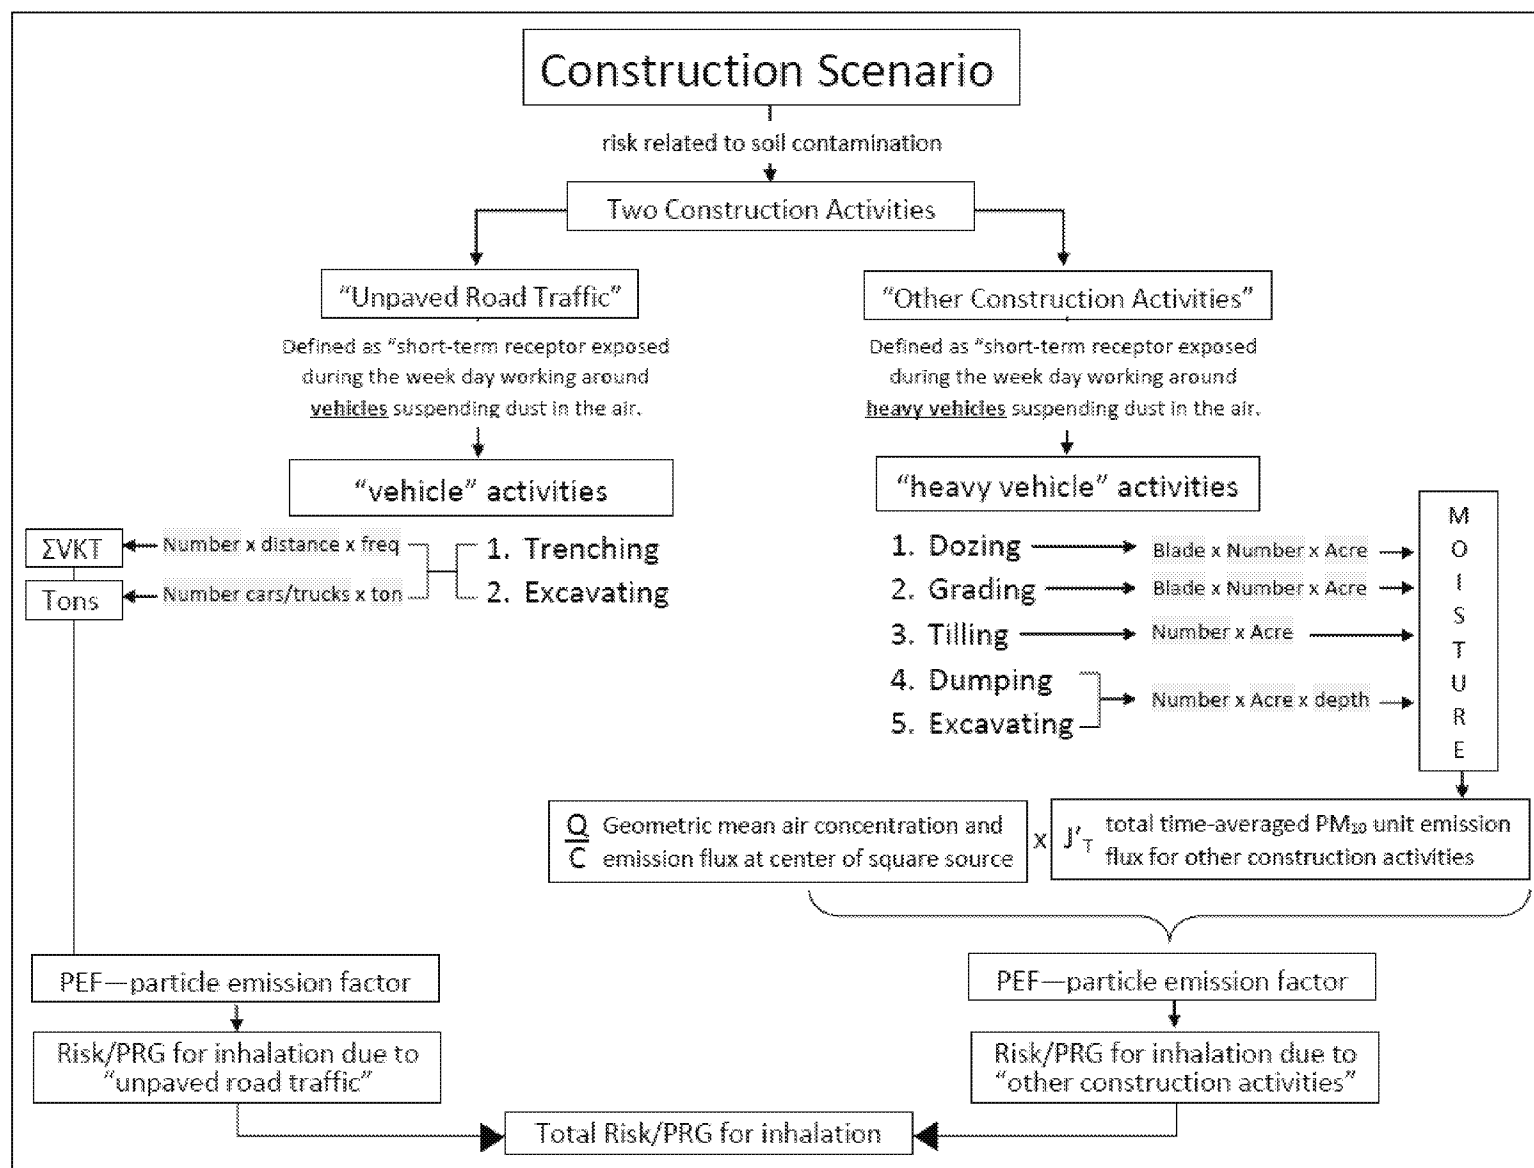 Construction Scenario
risk related to soil contamination
Two Construction Activities
“Unpaved Road Traffic”
Defined as “short-term receptor exposed
during the week day working around
vehicles suspending dust in the air.
“vehicle” activities
ΣVKT
Number x distance x freq
1. Trenching
Tons
Number cars/trucks x ton
2. Excavating
“Other Construction Activities”
Defined as “short-term receptor exposed
during the week day working around
heavy vehicles suspending dust in the air.
“heavy vehicle” activities
1. Dozing
Blade x Number x Acre
2. Grading
Blade x Number x Acre
3. Tilling
Number x Acre
4. Dumping
5. Excavating
Number x Acre x depth
M
O
I
S
T
U
R
E
Q
C
Geometric mean air concentration and
emission flux at center of square source
x
J’T
total time-averaged PM₁₀ unit emission
flux for other construction activities
PEF—particle emission factor
Risk/PRG for inhalation due to
“unpaved road traffic”
PEF—particle emission factor
Risk/PRG for inhalation due to
“other construction activities”
Total Risk/PRG for inhalation